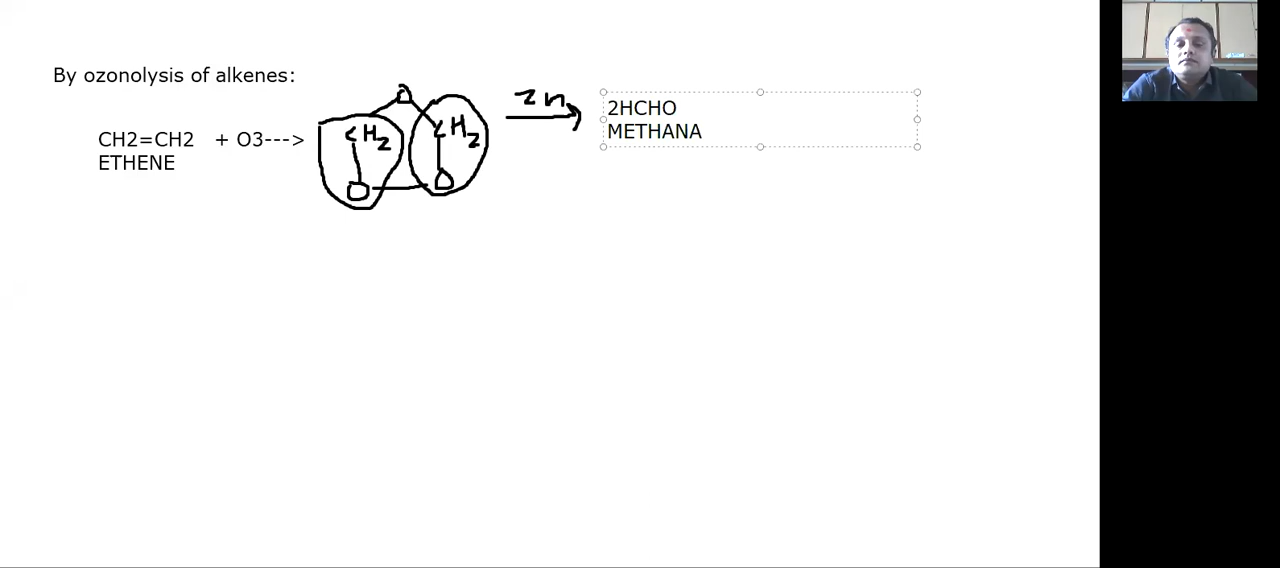 By ozonolysis of alkenes:
CH2=CH2 + O3--->
ETHENE
O
CH2 CH2
O O
Zn
2HCHO
METHANA